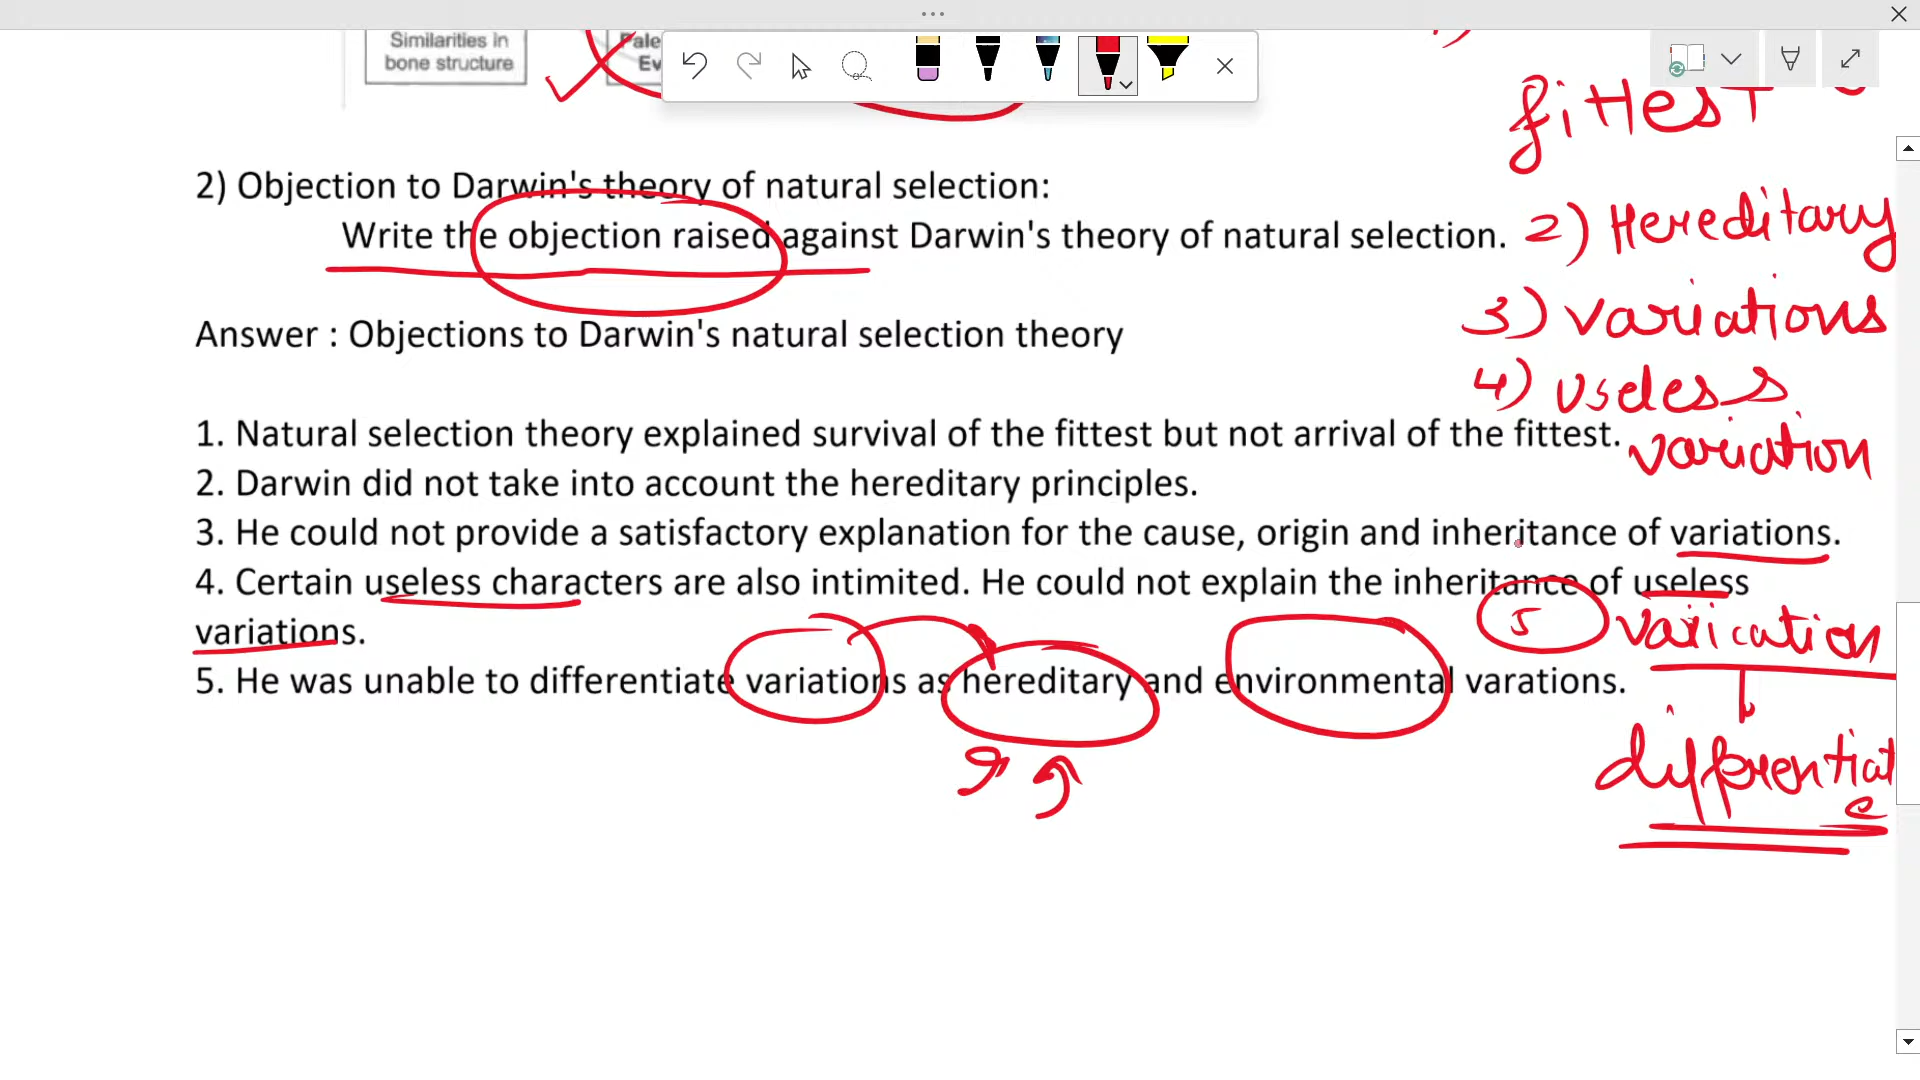 Similarities in
bone structure
Pale
Ev
fittest
2) Objection to Darwin's theory of natural selection:
Write the objection raised against Darwin's theory of natural selection.
2) Hereditary
3) variations
Answer : Objections to Darwin's natural selection theory
4) useless
variation
1. Natural selection theory explained survival of the fittest but not arrival of the fittest.
2. Darwin did not take into account the hereditary principles.
3. He could not provide a satisfactory explanation for the cause, origin and inheritance of variations.
4. Certain useless characters are also intimited. He could not explain the inheritance of useless
variations.
5 varication
5. He was unable to differentiate variations as hereditary and environmental varations.
differentiat
e